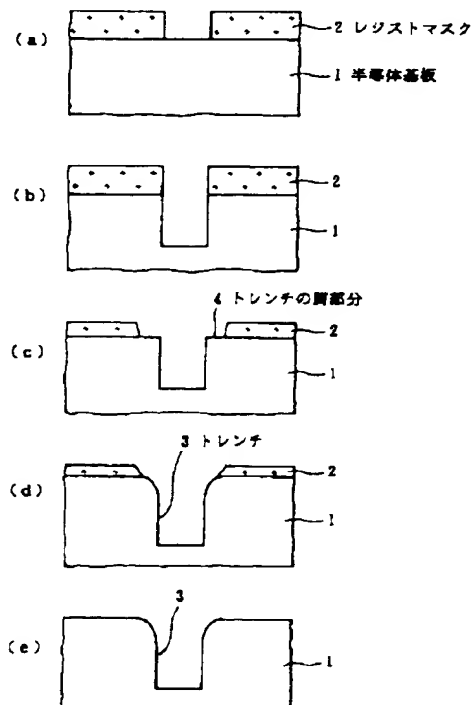 (a)
2 レジストマスク
1 半導体基板
(b)
2
1
4 トレンチの肩部分
(c)
2
1
3 トレンチ
(d)
2
1
3
(e)
1